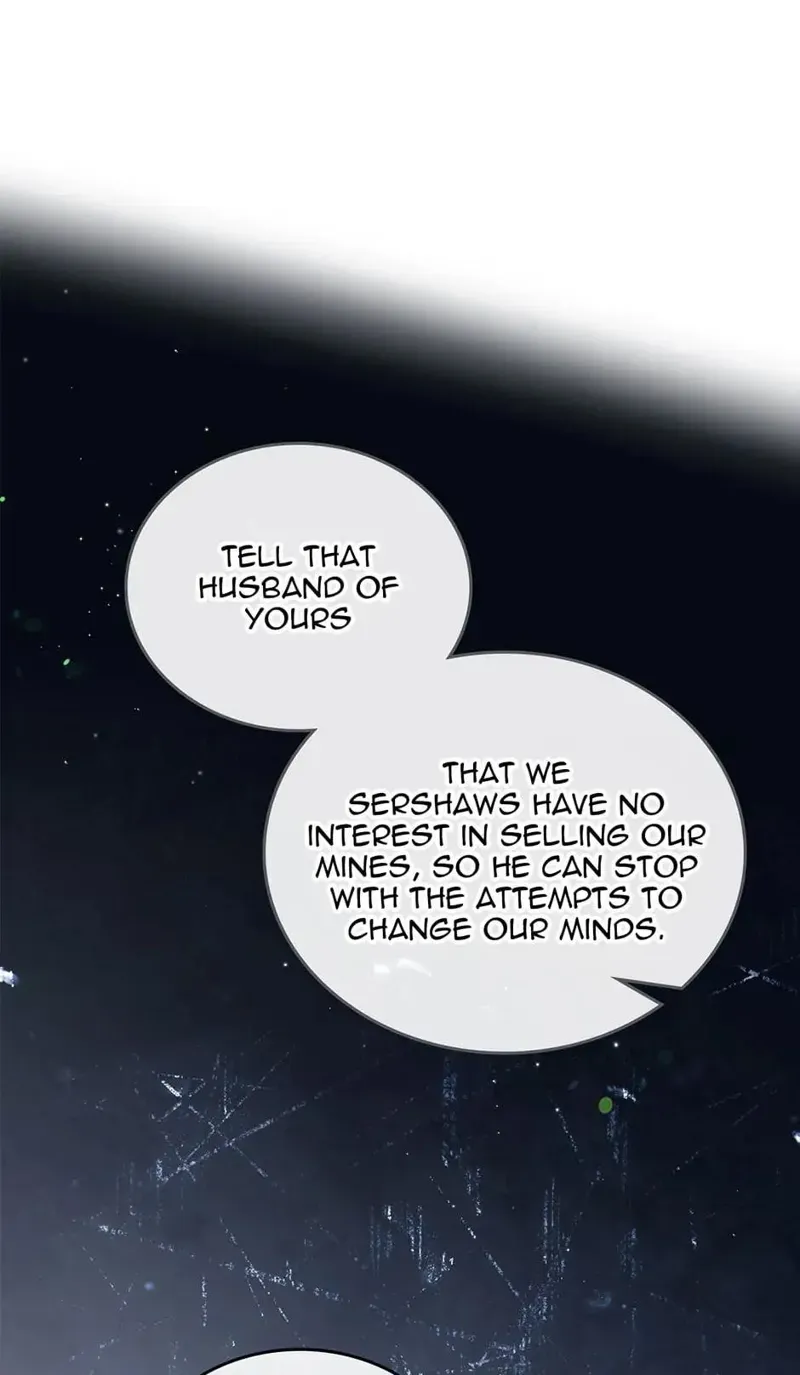 TELL THAT
HUSBAND OF
YOURS
THAT WE
SERSHAWS HAVE NO
INTEREST IN SELLING OUR
MINES, SO HE CAN STOP
WITH THE ATTEMPTS TO
CHANGE OUR MINDS.